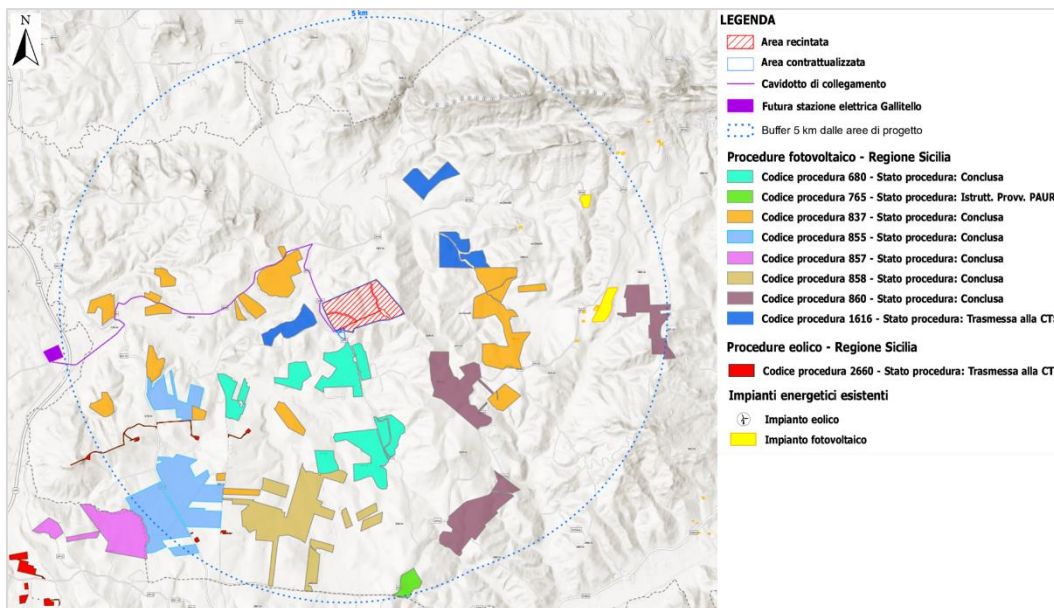 5 km
N
LEGENDA
Area recintata
Area contrattualizzata
Cavidotto di collegamento
Futura stazione elettrica Gallitello
Buffer 5 km dalle aree di progetto
Procedure fotovoltaico - Regione Sicilia
Codice procedura 680 - Stato procedura: Conclusa
Codice procedura 765 - Stato procedura: Istrutt. Provv. PAUR
Codice procedura 837 - Stato procedura: Conclusa
Codice procedura 855 - Stato procedura: Conclusa
Codice procedura 857 - Stato procedura: Conclusa
Codice procedura 858 - Stato procedura: Conclusa
Codice procedura 860 - Stato procedura: Conclusa
Codice procedura 1616 - Stato procedura: Trasmessa alla CTS
Procedure eolico - Regione Sicilia
Codice procedura 2660 - Stato procedura: Trasmessa alla CT
Impianti energetici esistenti
Impianto eolico
Impianto fotovoltaico